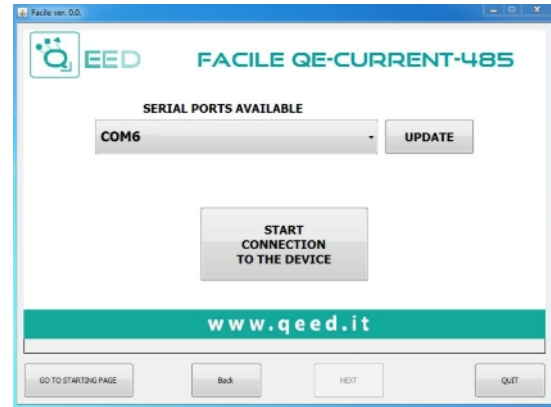 Facile ver. 0.0.
QEED
FACILE QE-CURRENT-485
SERIAL PORTS AVAILABLE
COM6
UPDATE
START
CONNECTION
TO THE DEVICE
www.qeed.it
GO TO STARTING PAGE
Back
NEXT
QUIT